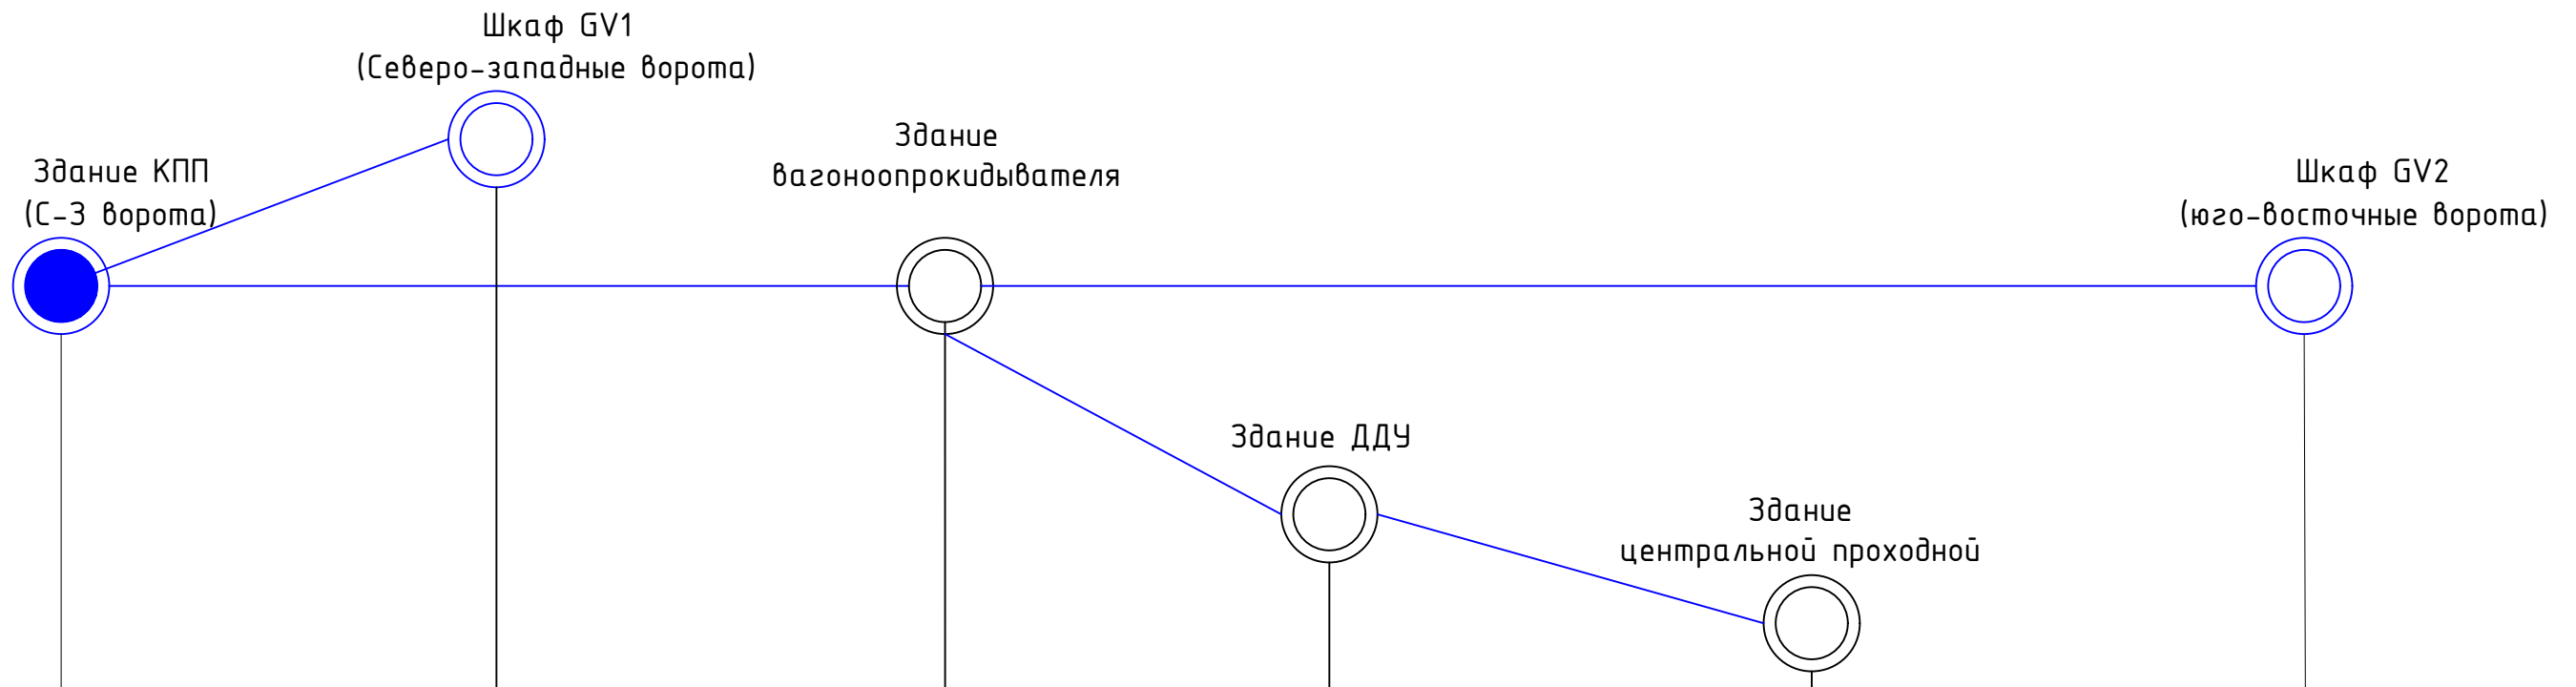 Шкаф GV1
(Северо-западные ворота)
Здание
вагоноопрокидывателя
Здание КПП
(С-З ворота)
Шкаф GV2
(юго-восточные ворота)
Здание ДДУ
Здание
центральной проходной